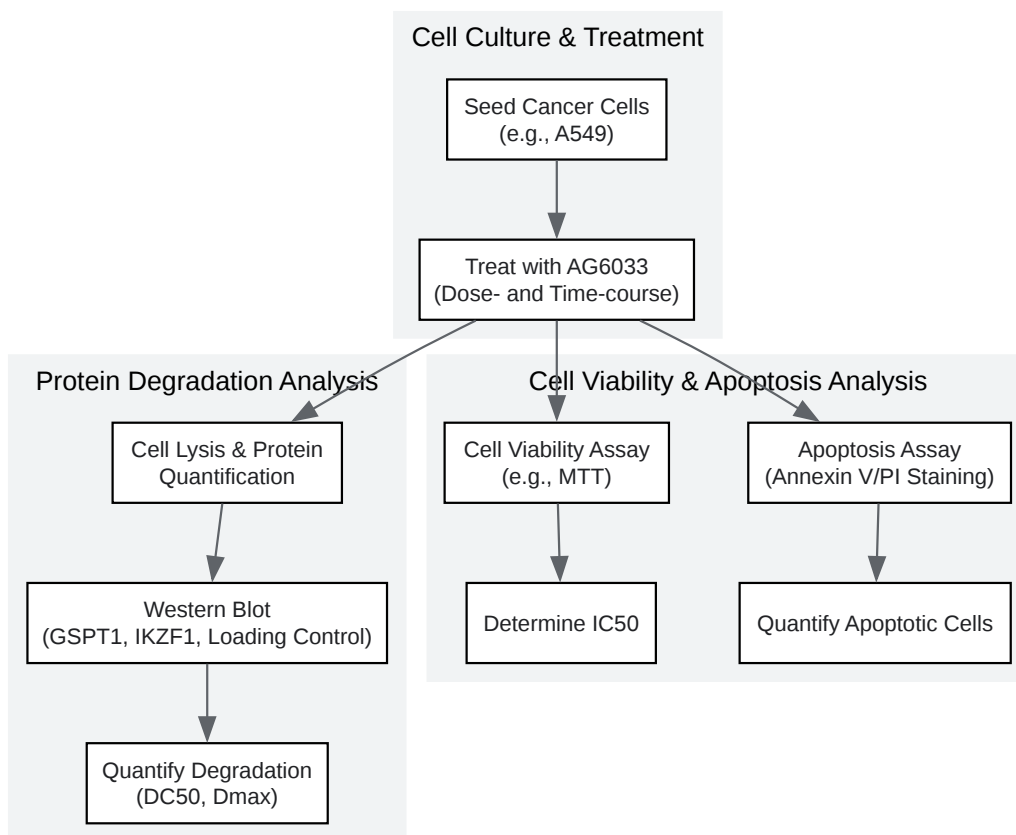 Cell Culture & Treatment
Seed Cancer Cells
(e.g., A549)
Treat with AG6033
(Dose- and Time-course)
Protein Degradation Analysis
Cell Lysis & Protein
Quantification
Western Blot
(GSPT1, IKZF1, Loading Control)
Quantify Degradation
(DC50, Dmax)
Cell Viability & Apoptosis Analysis
Cell Viability Assay
(e.g., MTT)
Determine IC50
Apoptosis Assay
(Annexin V/PI Staining)
Quantify Apoptotic Cells